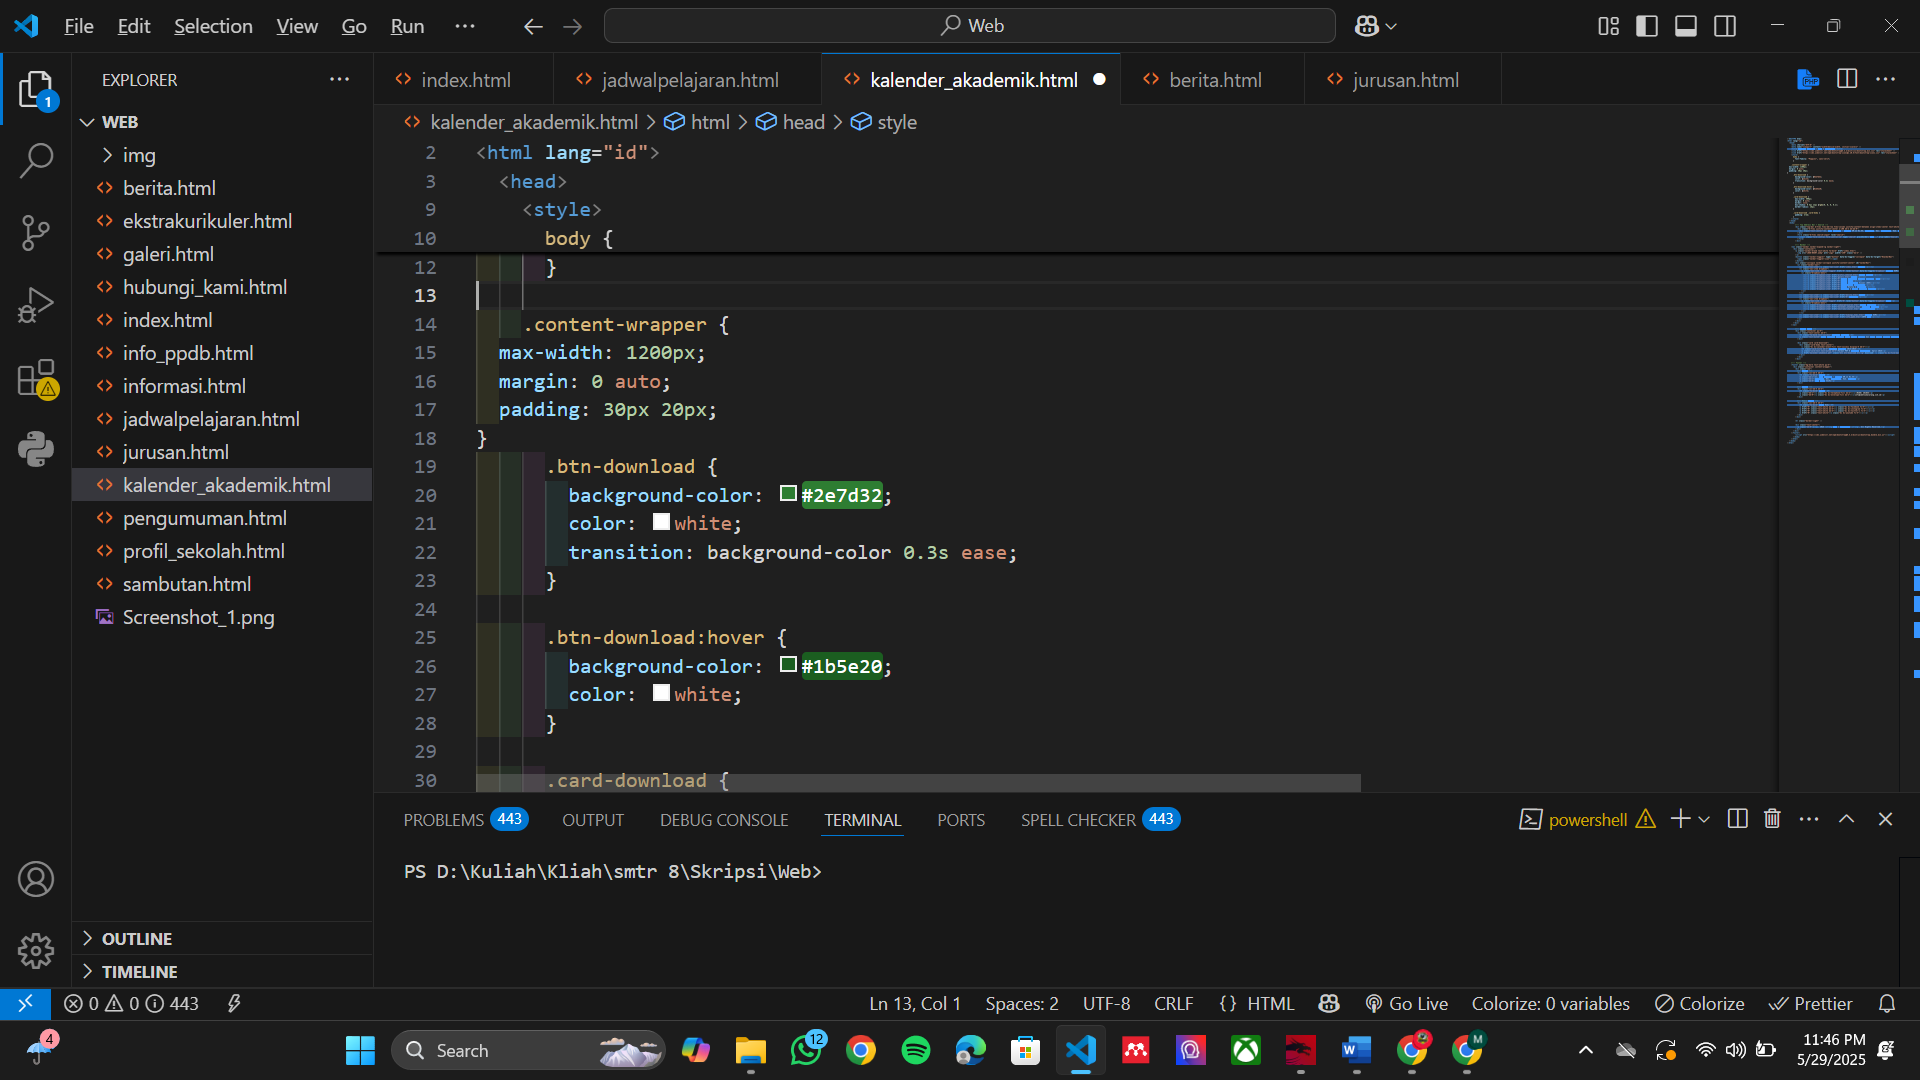 File Edit Selection View Go Run ··· Web
EXPLORER ···
WEB
img
berita.html
ekstrakurikuler.html
galeri.html
hubungi_kami.html
index.html
info_ppdb.html
informasi.html
jadwalpelajaran.html
jurusan.html
kalender_akademik.html
pengumuman.html
profil_sekolah.html
sambutan.html
Screenshot_1.png
OUTLINE
TIMELINE
1
index.html jadwalpelajaran.html kalender_akademik.html berita.html jurusan.html
kalender_akademik.html > html > head > style
2 <html lang="id">
3 <head>
9 <style>
10 body {
12 }
13
14 .content-wrapper {
15 max-width: 1200px;
16 margin: 0 auto;
17 padding: 30px 20px;
18 }
19 .btn-download {
20 background-color: #2e7d32;
21 color: white;
22 transition: background-color 0.3s ease;
23 }
24
25 .btn-download:hover {
26 background-color: #1b5e20;
27 color: white;
28 }
29
30 .card-download {
PROBLEMS 443 OUTPUT DEBUG CONSOLE TERMINAL PORTS SPELL CHECKER 443 powershell
PS D:\Kuliah\Kliah\smtr 8\Skripsi\Web>
0 0 443 Ln 13, Col 1 Spaces: 2 UTF-8 CRLF {} HTML Go Live Colorize: 0 variables Colorize Prettier
4 Search 12 M 11:46 PM
5/29/2025